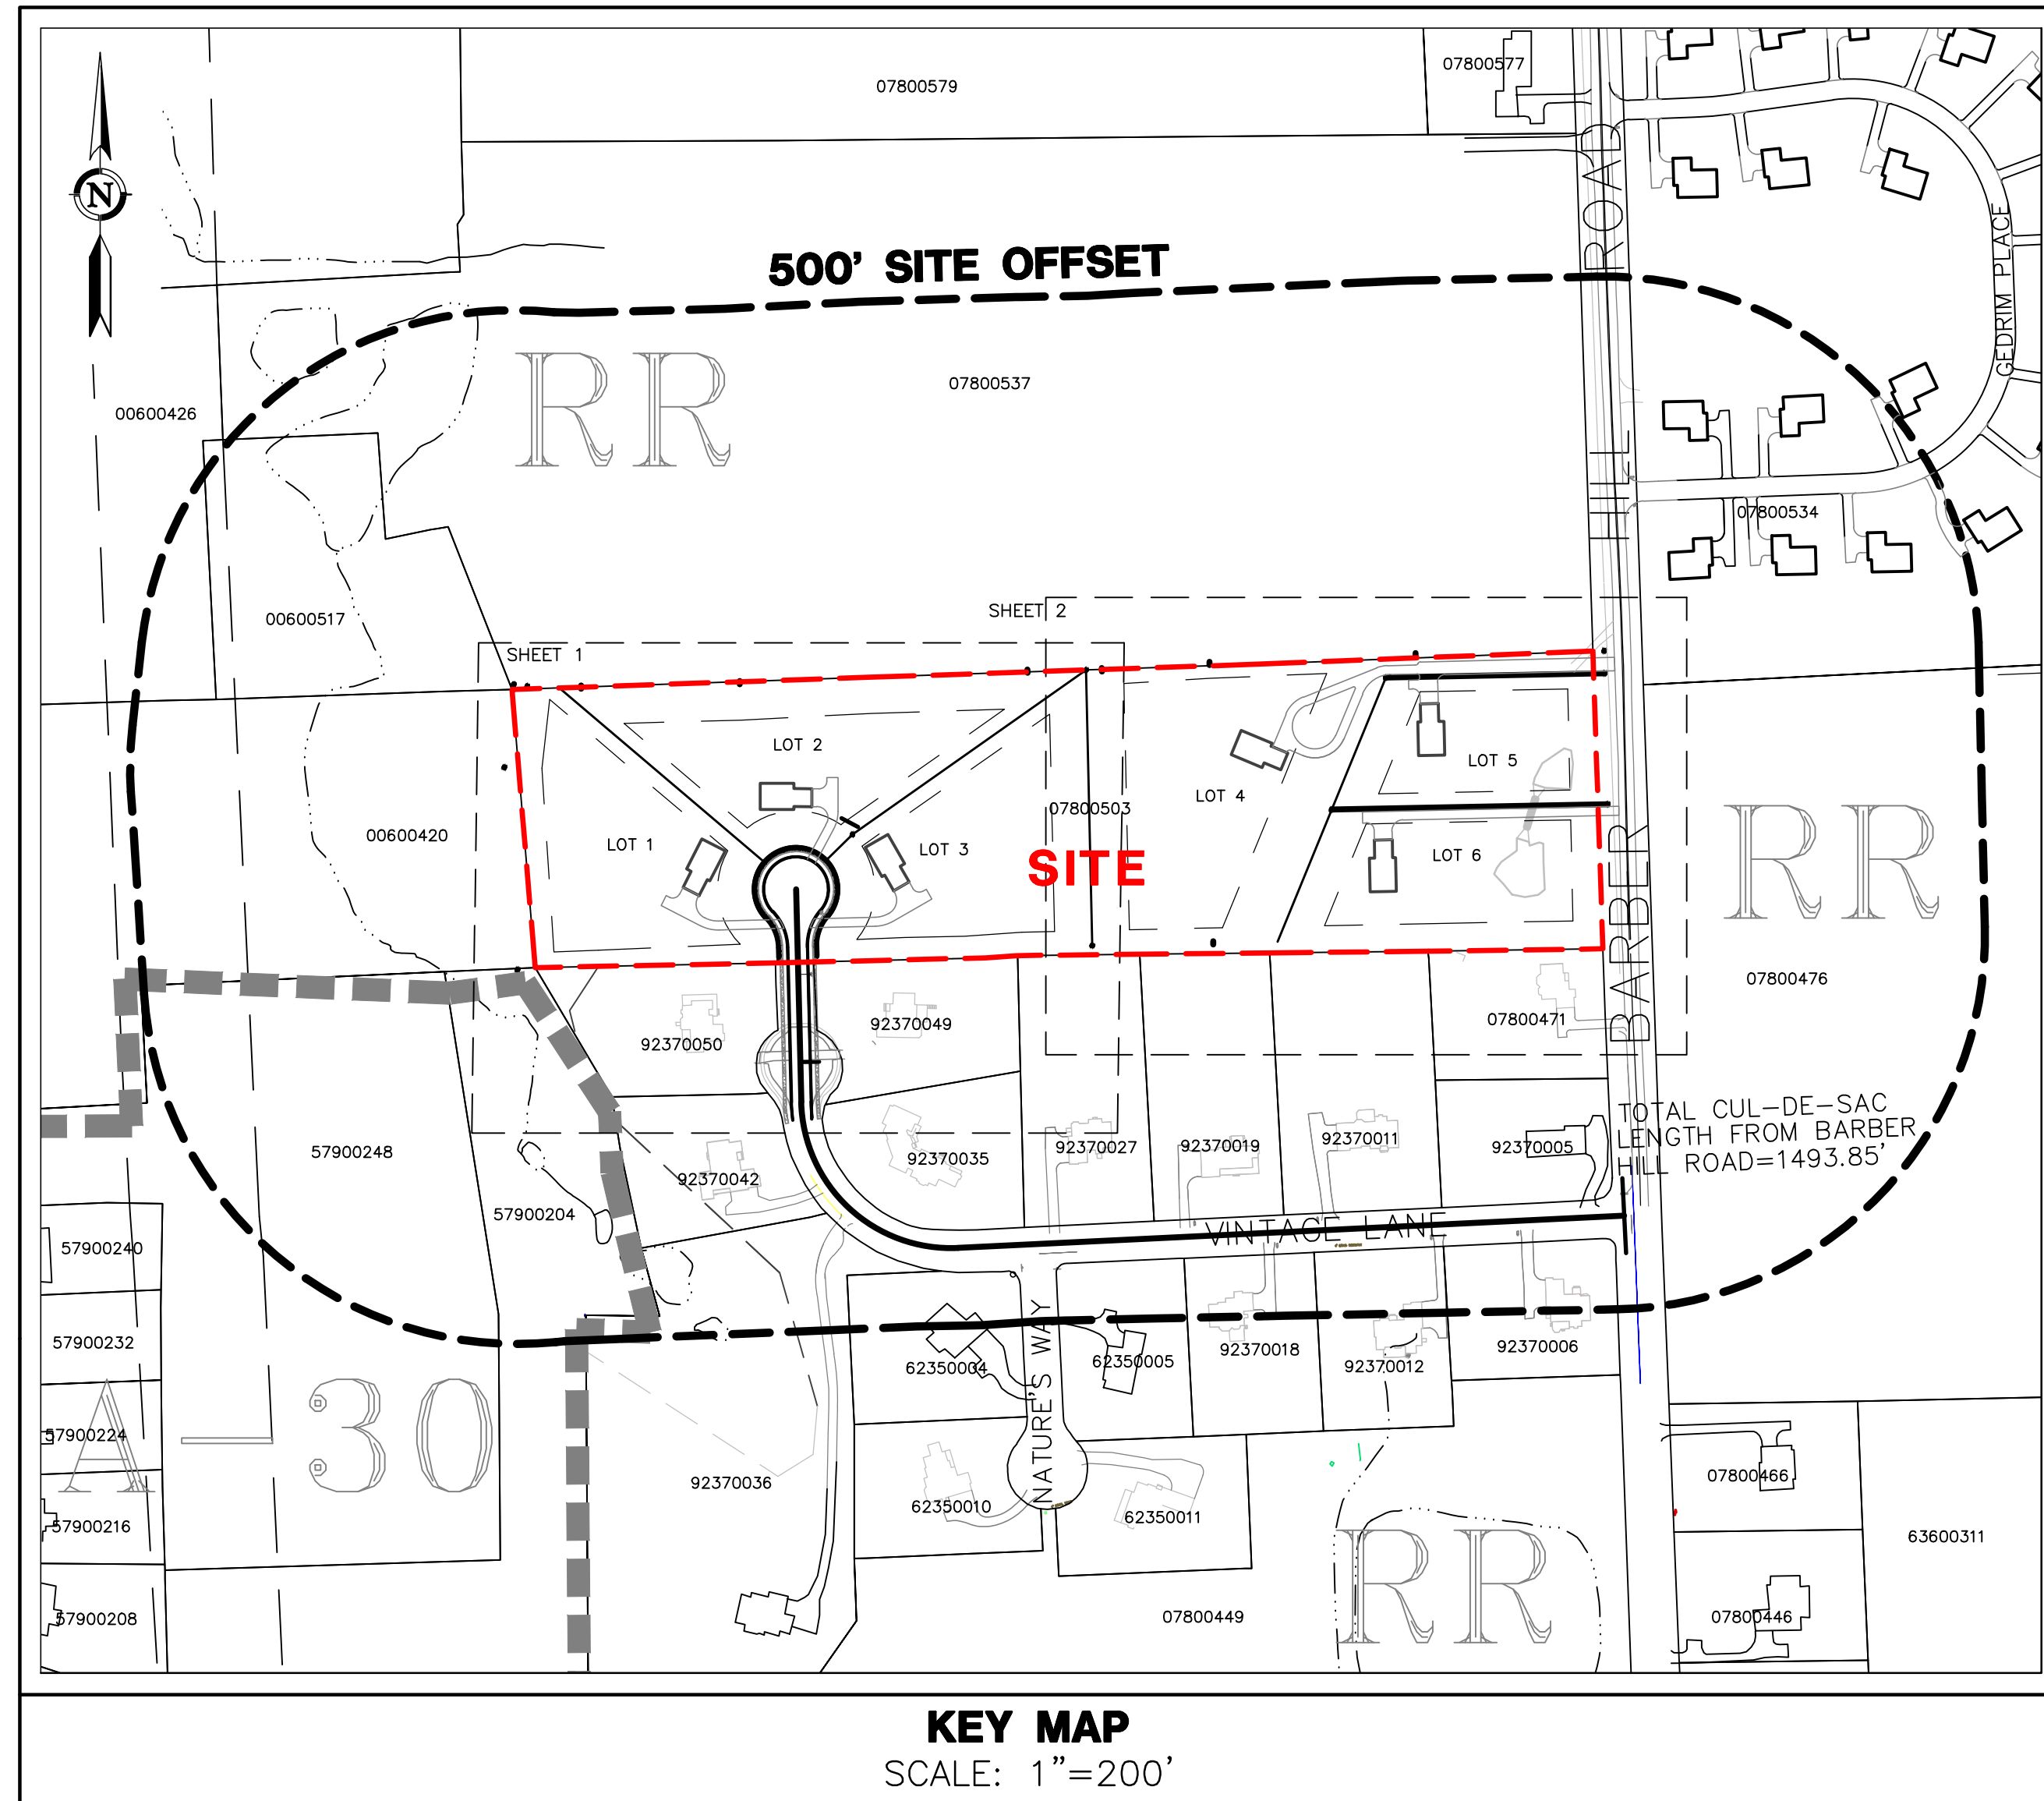 07800577
07800579
N
ROAD
500' SITE OFFSET
GEDRIM PLACE
RR
07800537
00600426
HILL
07800534
SHEET 2
00600517
SHEET 1
LOT 2
LOT 5
LOT 4
07800503
00600420
LOT 1
LOT 3
LOT 6
SITE
RR
BARBER
07800476
07800471
92370049
92370050
TOTAL CUL-DE-SAC
LENGTH FROM BARBER
HILL ROAD=1493.85'
57900248
92370042
92370035
92370027
92370019
92370011
92370005
57900204
VINTAGE LANE
57900240
57900232
62350004
62350005
92370018
92370012
92370006
NATURE'S WAY
A-30
57900224
92370036
07800466
62350010
62350011
57900216
63600311
RR
57900208
07800449
07800446
KEY MAP
SCALE: 1"=200'